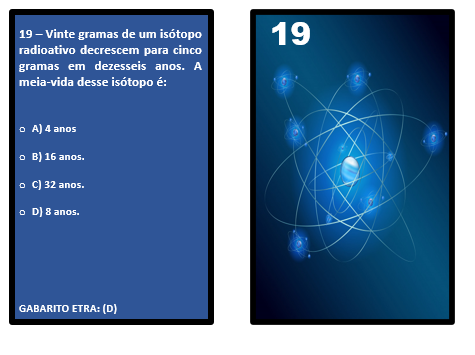 19 – Vinte gramas de um isótopo
radioativo decrescem para cinco
gramas em dezesseis anos. A
meia-vida desse isótopo é:
A) 4 anos
B) 16 anos.
C) 32 anos.
D) 8 anos.
GABARITO ETRA: (D)
19